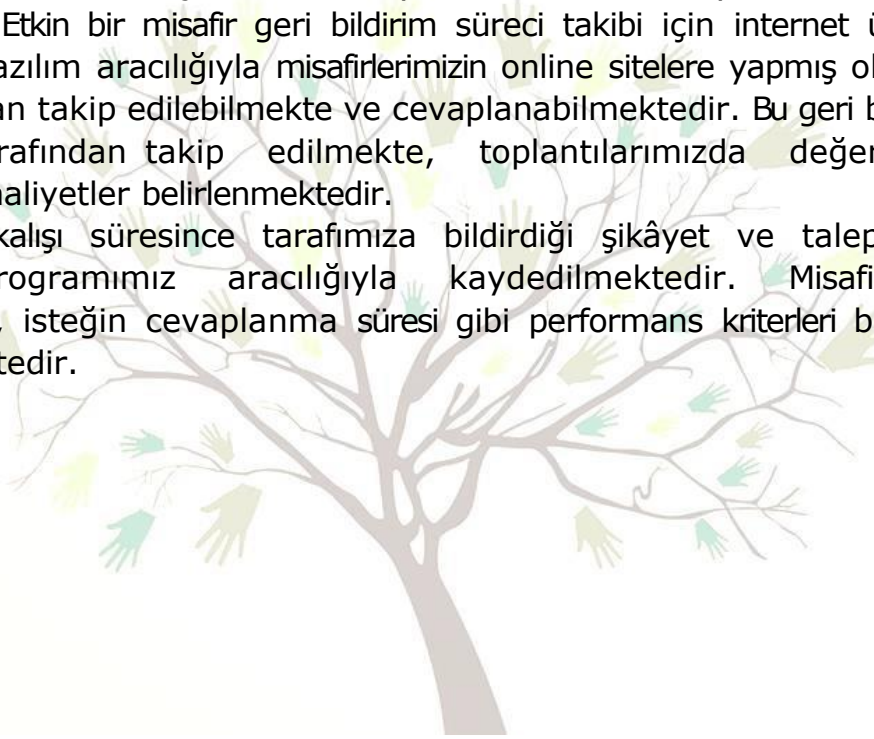 Etkin bir misafir geri bildirim süreci takibi için internet ü
azılım aracılığıyla misafirlerimizin online sitelere yapmış ol
an takip edilebilmekte ve cevaplanabilmektedir. Bu geri b
rafından takip edilmekte, toplantılarımızda değer
aaliyetler belirlenmektedir.
kalışı süresince tarafımıza bildirdiği şikâyet ve talep
rogramımız aracılığıyla kaydedilmektedir. Misafi
, isteğin cevaplanma süresi gibi performans kriterleri b
tedir.